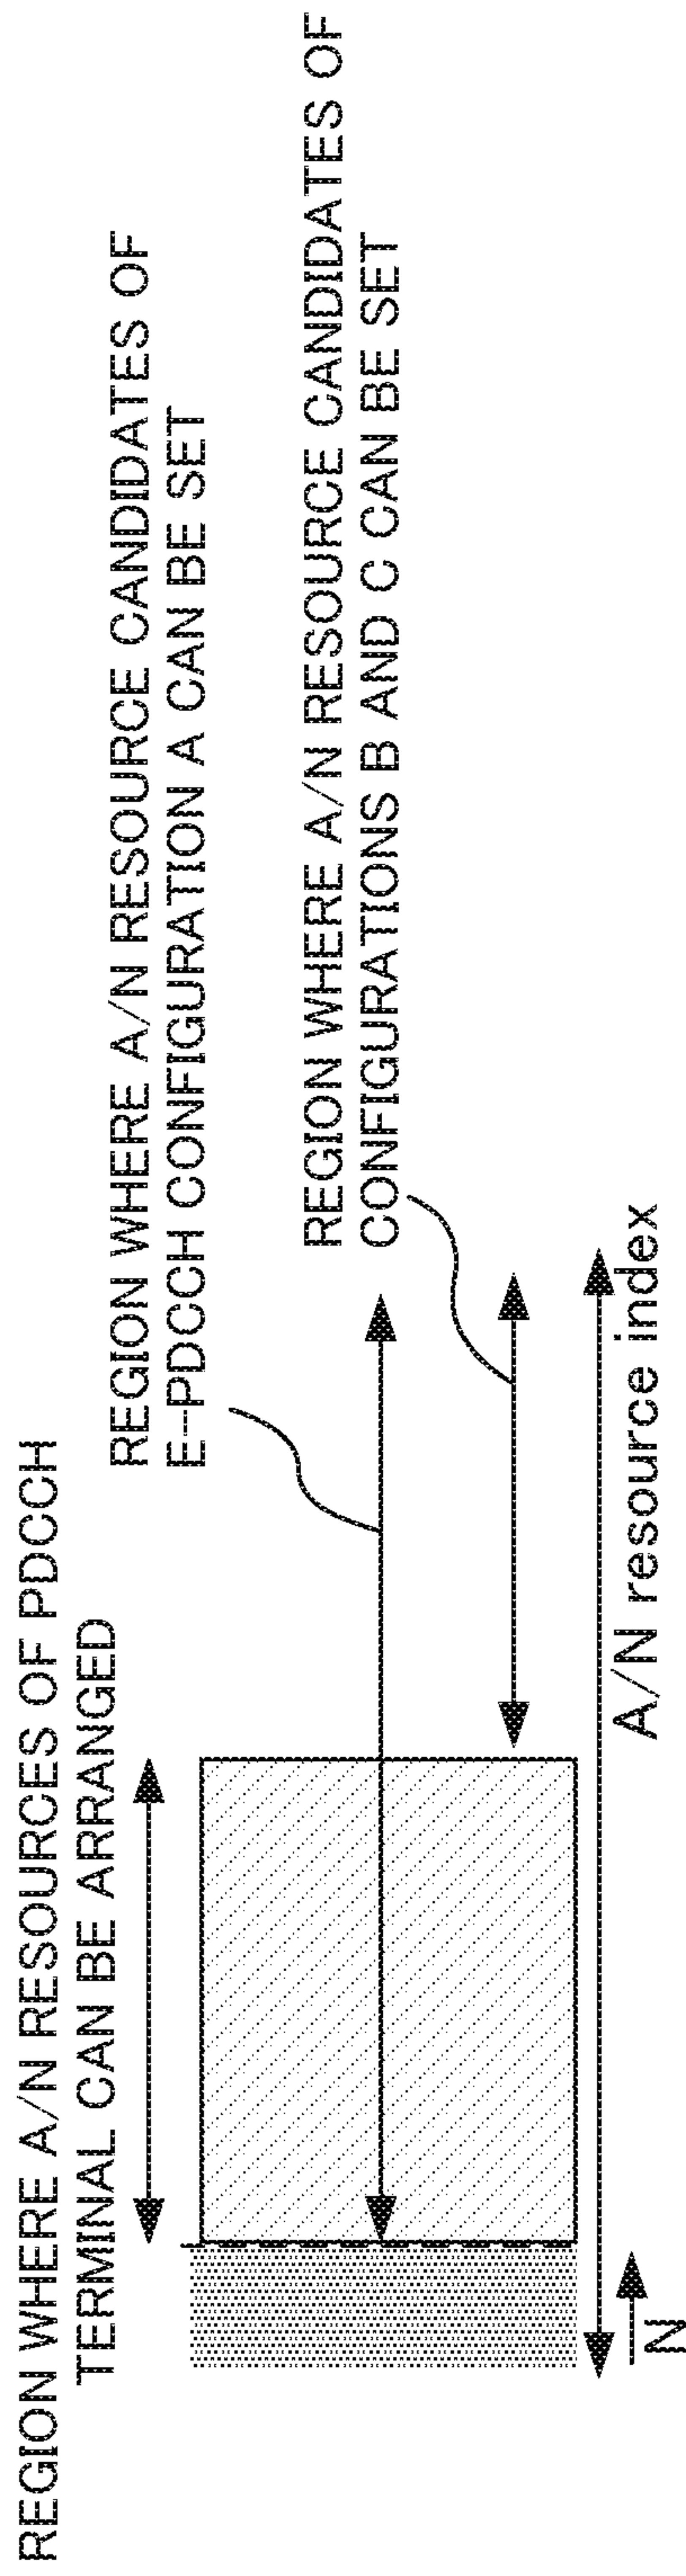 REGION WHERE A/N RESOURCES OF PDCCH
TERMINAL CAN BE ARRANGED
REGION WHERE A/N RESOURCE CANDIDATES OF
E-PDCCH CONFIGURATION A CAN BE SET
REGION WHERE A/N RESOURCE CANDIDATES OF
CONFIGURATIONS B AND C CAN BE SET
A/N resource index
N